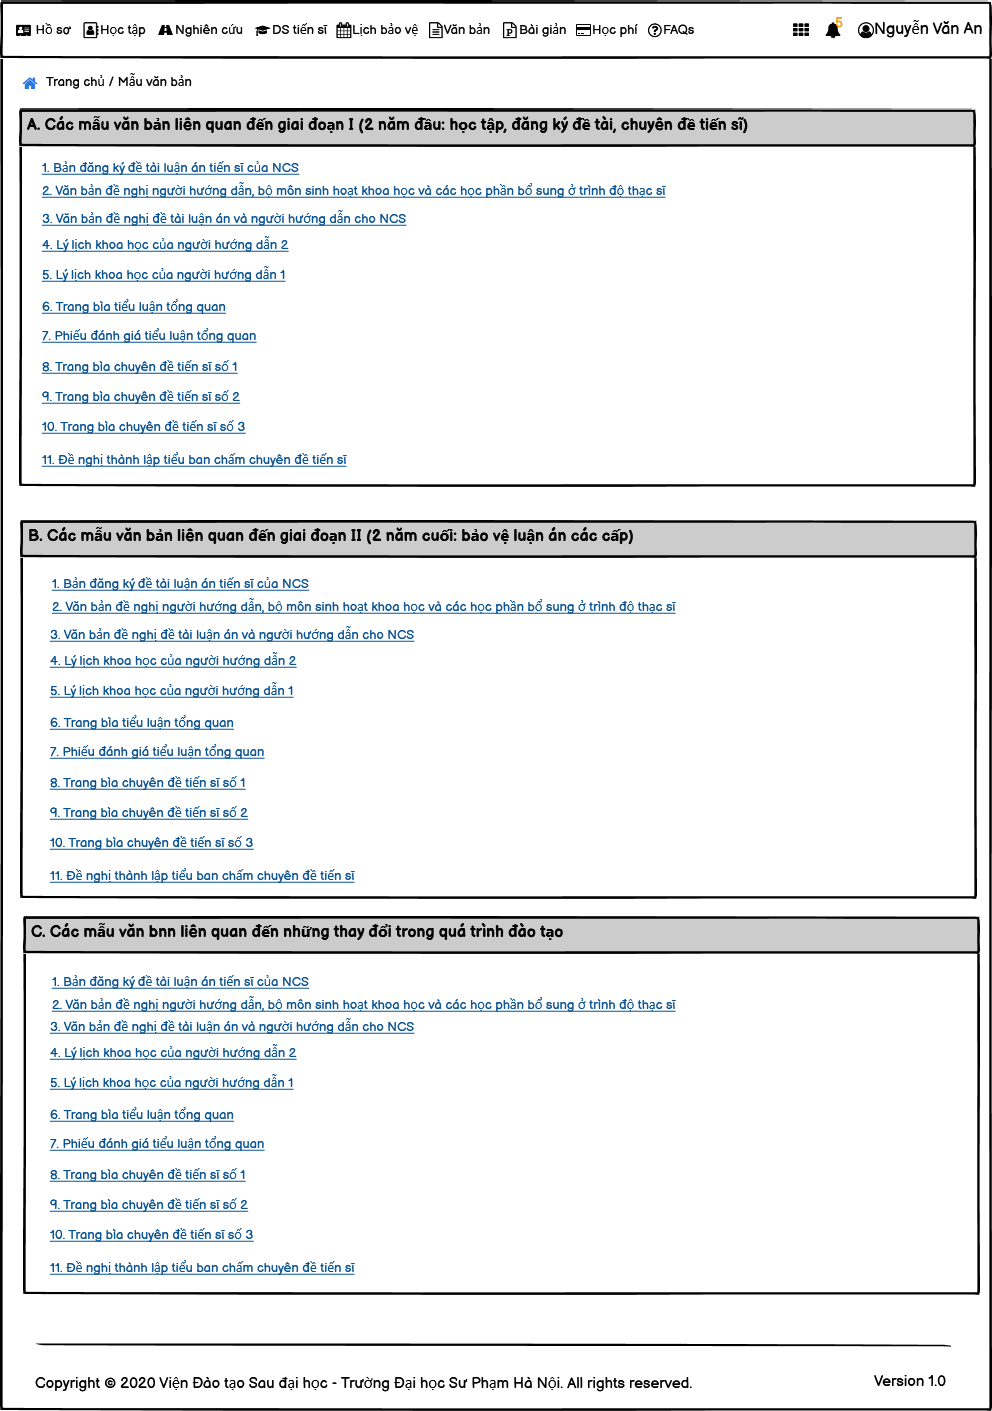 Hồ sơ Học tập Nghiên cứu DS tiến sĩ Lịch bảo vệ Văn bản Bài giản Học phí FAQs 5 Nguyễn Văn An
Trang chủ / Mẫu văn bản
A. Các mẫu văn bản liên quan đến giai đoạn I (2 năm đầu: học tập, đăng ký đề tài, chuyên đề tiến sĩ)
1. Bản đăng ký đề tài luận án tiến sĩ của NCS
2. Văn bản đề nghị người hướng dẫn, bộ môn sinh hoạt khoa học và các học phần bổ sung ở trình độ thạc sĩ
3. Văn bản đề nghị đề tài luận án và người hướng dẫn cho NCS
4. Lý lịch khoa học của người hướng dẫn 2
5. Lý lịch khoa học của người hướng dẫn 1
6. Trang bìa tiểu luận tổng quan
7. Phiếu đánh giá tiểu luận tổng quan
8. Trang bìa chuyên đề tiến sĩ số 1
9. Trang bìa chuyên đề tiến sĩ số 2
10. Trang bìa chuyên đề tiến sĩ số 3
11. Đề nghị thành lập tiểu ban chấm chuyên đề tiến sĩ
B. Các mẫu văn bản liên quan đến giai đoạn II (2 năm cuối: bảo vệ luận án các cấp)
1. Bản đăng ký đề tài luận án tiến sĩ của NCS
2. Văn bản đề nghị người hướng dẫn, bộ môn sinh hoạt khoa học và các học phần bổ sung ở trình độ thạc sĩ
3. Văn bản đề nghị đề tài luận án và người hướng dẫn cho NCS
4. Lý lịch khoa học của người hướng dẫn 2
5. Lý lịch khoa học của người hướng dẫn 1
6. Trang bìa tiểu luận tổng quan
7. Phiếu đánh giá tiểu luận tổng quan
8. Trang bìa chuyên đề tiến sĩ số 1
9. Trang bìa chuyên đề tiến sĩ số 2
10. Trang bìa chuyên đề tiến sĩ số 3
11. Đề nghị thành lập tiểu ban chấm chuyên đề tiến sĩ
C. Các mẫu văn bnn liên quan đến những thay đổi trong quá trình đào tạo
1. Bản đăng ký đề tài luận án tiến sĩ của NCS
2. Văn bản đề nghị người hướng dẫn, bộ môn sinh hoạt khoa học và các học phần bổ sung ở trình độ thạc sĩ
3. Văn bản đề nghị đề tài luận án và người hướng dẫn cho NCS
4. Lý lịch khoa học của người hướng dẫn 2
5. Lý lịch khoa học của người hướng dẫn 1
6. Trang bìa tiểu luận tổng quan
7. Phiếu đánh giá tiểu luận tổng quan
8. Trang bìa chuyên đề tiến sĩ số 1
9. Trang bìa chuyên đề tiến sĩ số 2
10. Trang bìa chuyên đề tiến sĩ số 3
11. Đề nghị thành lập tiểu ban chấm chuyên đề tiến sĩ
Copyright © 2020 Viện Đào tạo Sau đại học - Trường Đại học Sư Phạm Hà Nội. All rights reserved. Version 1.0